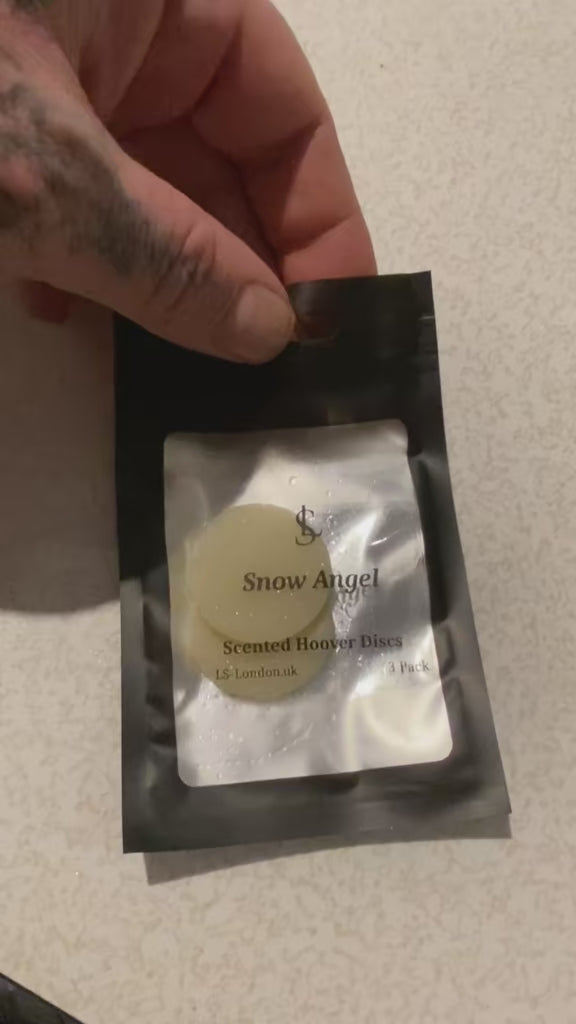 LS
Snow Angel
Scented Hoover Discs
LS-London.uk 3 Pack